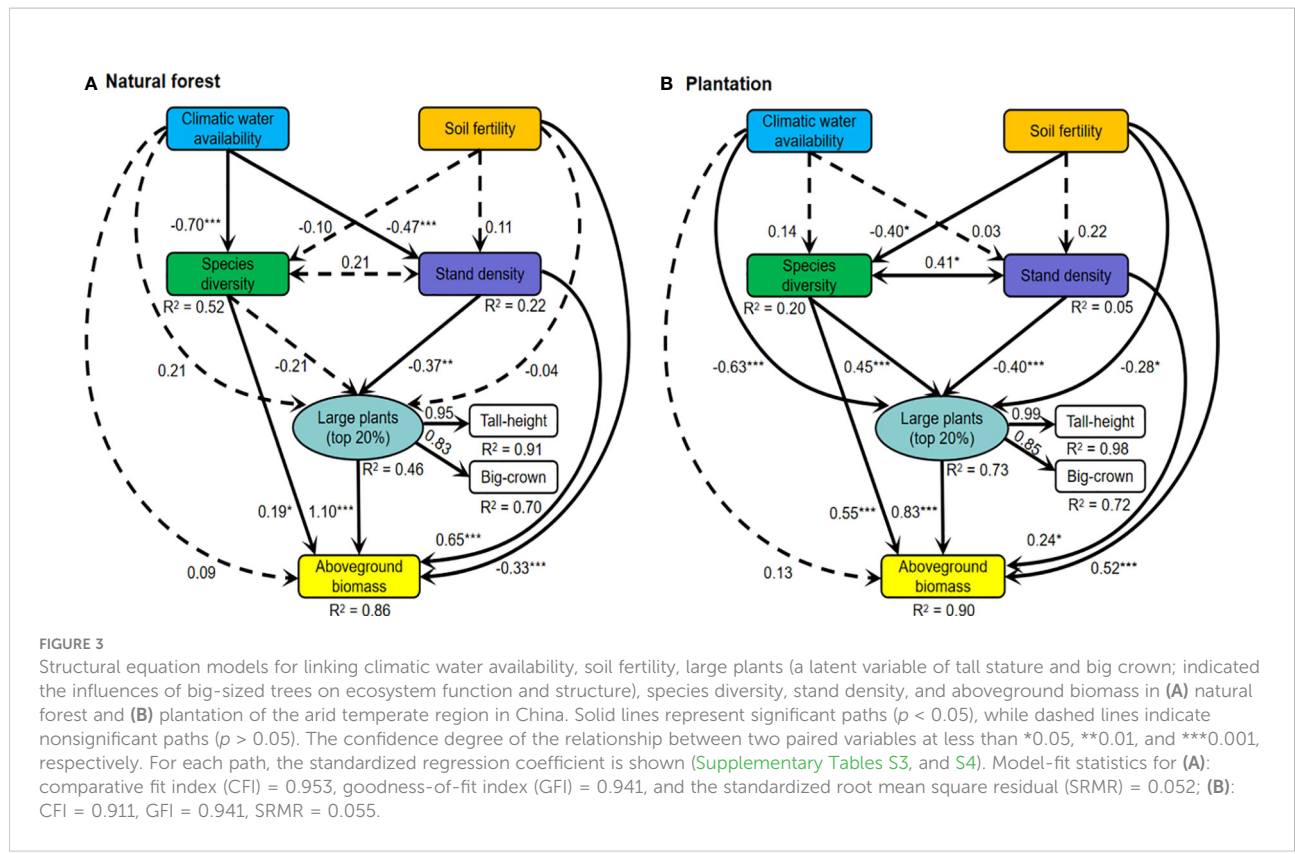 A Natural forest
Climatic water
availability
Soil fertility
-0.70***
-0.10
-0.47***
0.11
Species
diversity
0.21
Stand density
R² = 0.52
R² = 0.22
0.21
-0.21
-0.37**
-0.04
Large plants
(top 20%)
0.95
Tall-height
R² = 0.91
0.83
R² = 0.46
Big-crown
R² = 0.70
0.19*
1.10***
0.65***
-0.33***
0.09
Aboveground
biomass
R² = 0.86
B Plantation
Climatic water
availability
Soil fertility
0.14
-0.40*
0.03
0.22
Species
diversity
0.41*
Stand density
R² = 0.20
R² = 0.05
-0.63***
0.45***
-0.40***
-0.28*
Large plants
(top 20%)
0.99
Tall-height
R² = 0.98
0.85
R² = 0.73
Big-crown
R² = 0.72
0.55***
0.83***
0.24*
0.52***
0.13
Aboveground
biomass
R² = 0.90
FIGURE 3
Structural equation models for linking climatic water availability, soil fertility, large plants (a latent variable of tall stature and big crown; indicated
the influences of big-sized trees on ecosystem function and structure), species diversity, stand density, and aboveground biomass in (A) natural
forest and (B) plantation of the arid temperate region in China. Solid lines represent significant paths (p < 0.05), while dashed lines indicate
nonsignificant paths (p > 0.05). The confidence degree of the relationship between two paired variables at less than *0.05, **0.01, and ***0.001,
respectively. For each path, the standardized regression coefficient is shown (Supplementary Tables S3, and S4). Model-fit statistics for (A):
comparative fit index (CFI) = 0.953, goodness-of-fit index (GFI) = 0.941, and the standardized root mean square residual (SRMR) = 0.052; (B):
CFI = 0.911, GFI = 0.941, SRMR = 0.055.